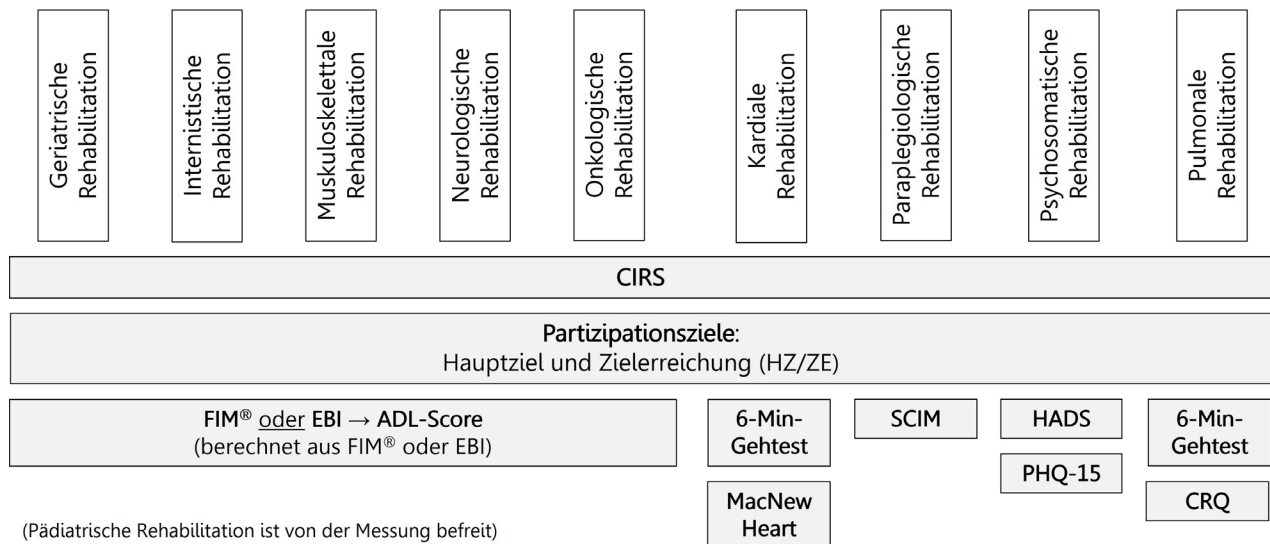 Geriatrische
Rehabilitation
Internistische
Rehabilitation
Muskuloskelettale
Rehabilitation
Neurologische
Rehabilitation
Onkologische
Rehabilitation
Kardiale
Rehabilitation
Paraplegiologische
Rehabilitation
Psychosomatische
Rehabilitation
Pulmonale
Rehabilitation
CIRS
Partizipationsziele:
Hauptziel und Zielerreichung (HZ/ZE)
FIM® oder EBI → ADL-Score
(berechnet aus FIM® oder EBI)
6-Min-
Gehtest
MacNew
Heart
SCIM
HADS
PHQ-15
6-Min-
Gehtest
CRQ
(Pädiatrische Rehabilitation ist von der Messung befreit)